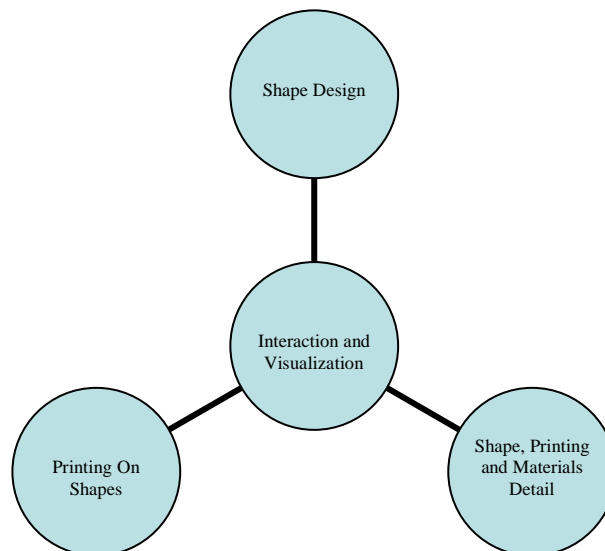 Shape Design
Interaction and
Visualization
Printing On
Shapes
Shape, Printing
and Materials
Detail